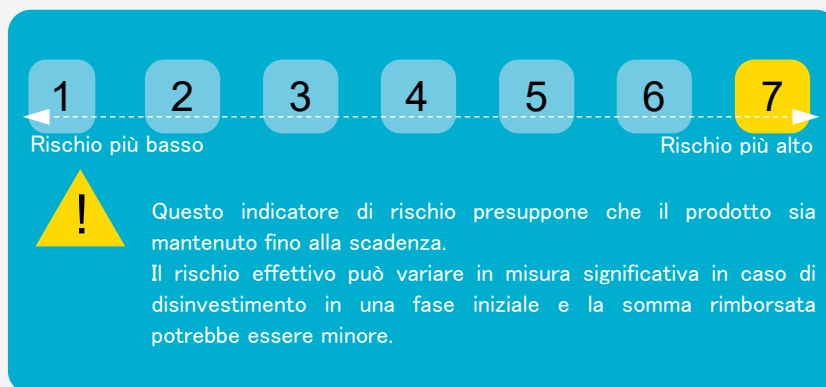 1 2 3 4 5 6 7
Rischio più basso Rischio più alto
!
Questo indicatore di rischio presuppone che il prodotto sia
mantenuto fino alla scadenza.
Il rischio effettivo può variare in misura significativa in caso di
disinvestimento in una fase iniziale e la somma rimborsata
potrebbe essere minore.